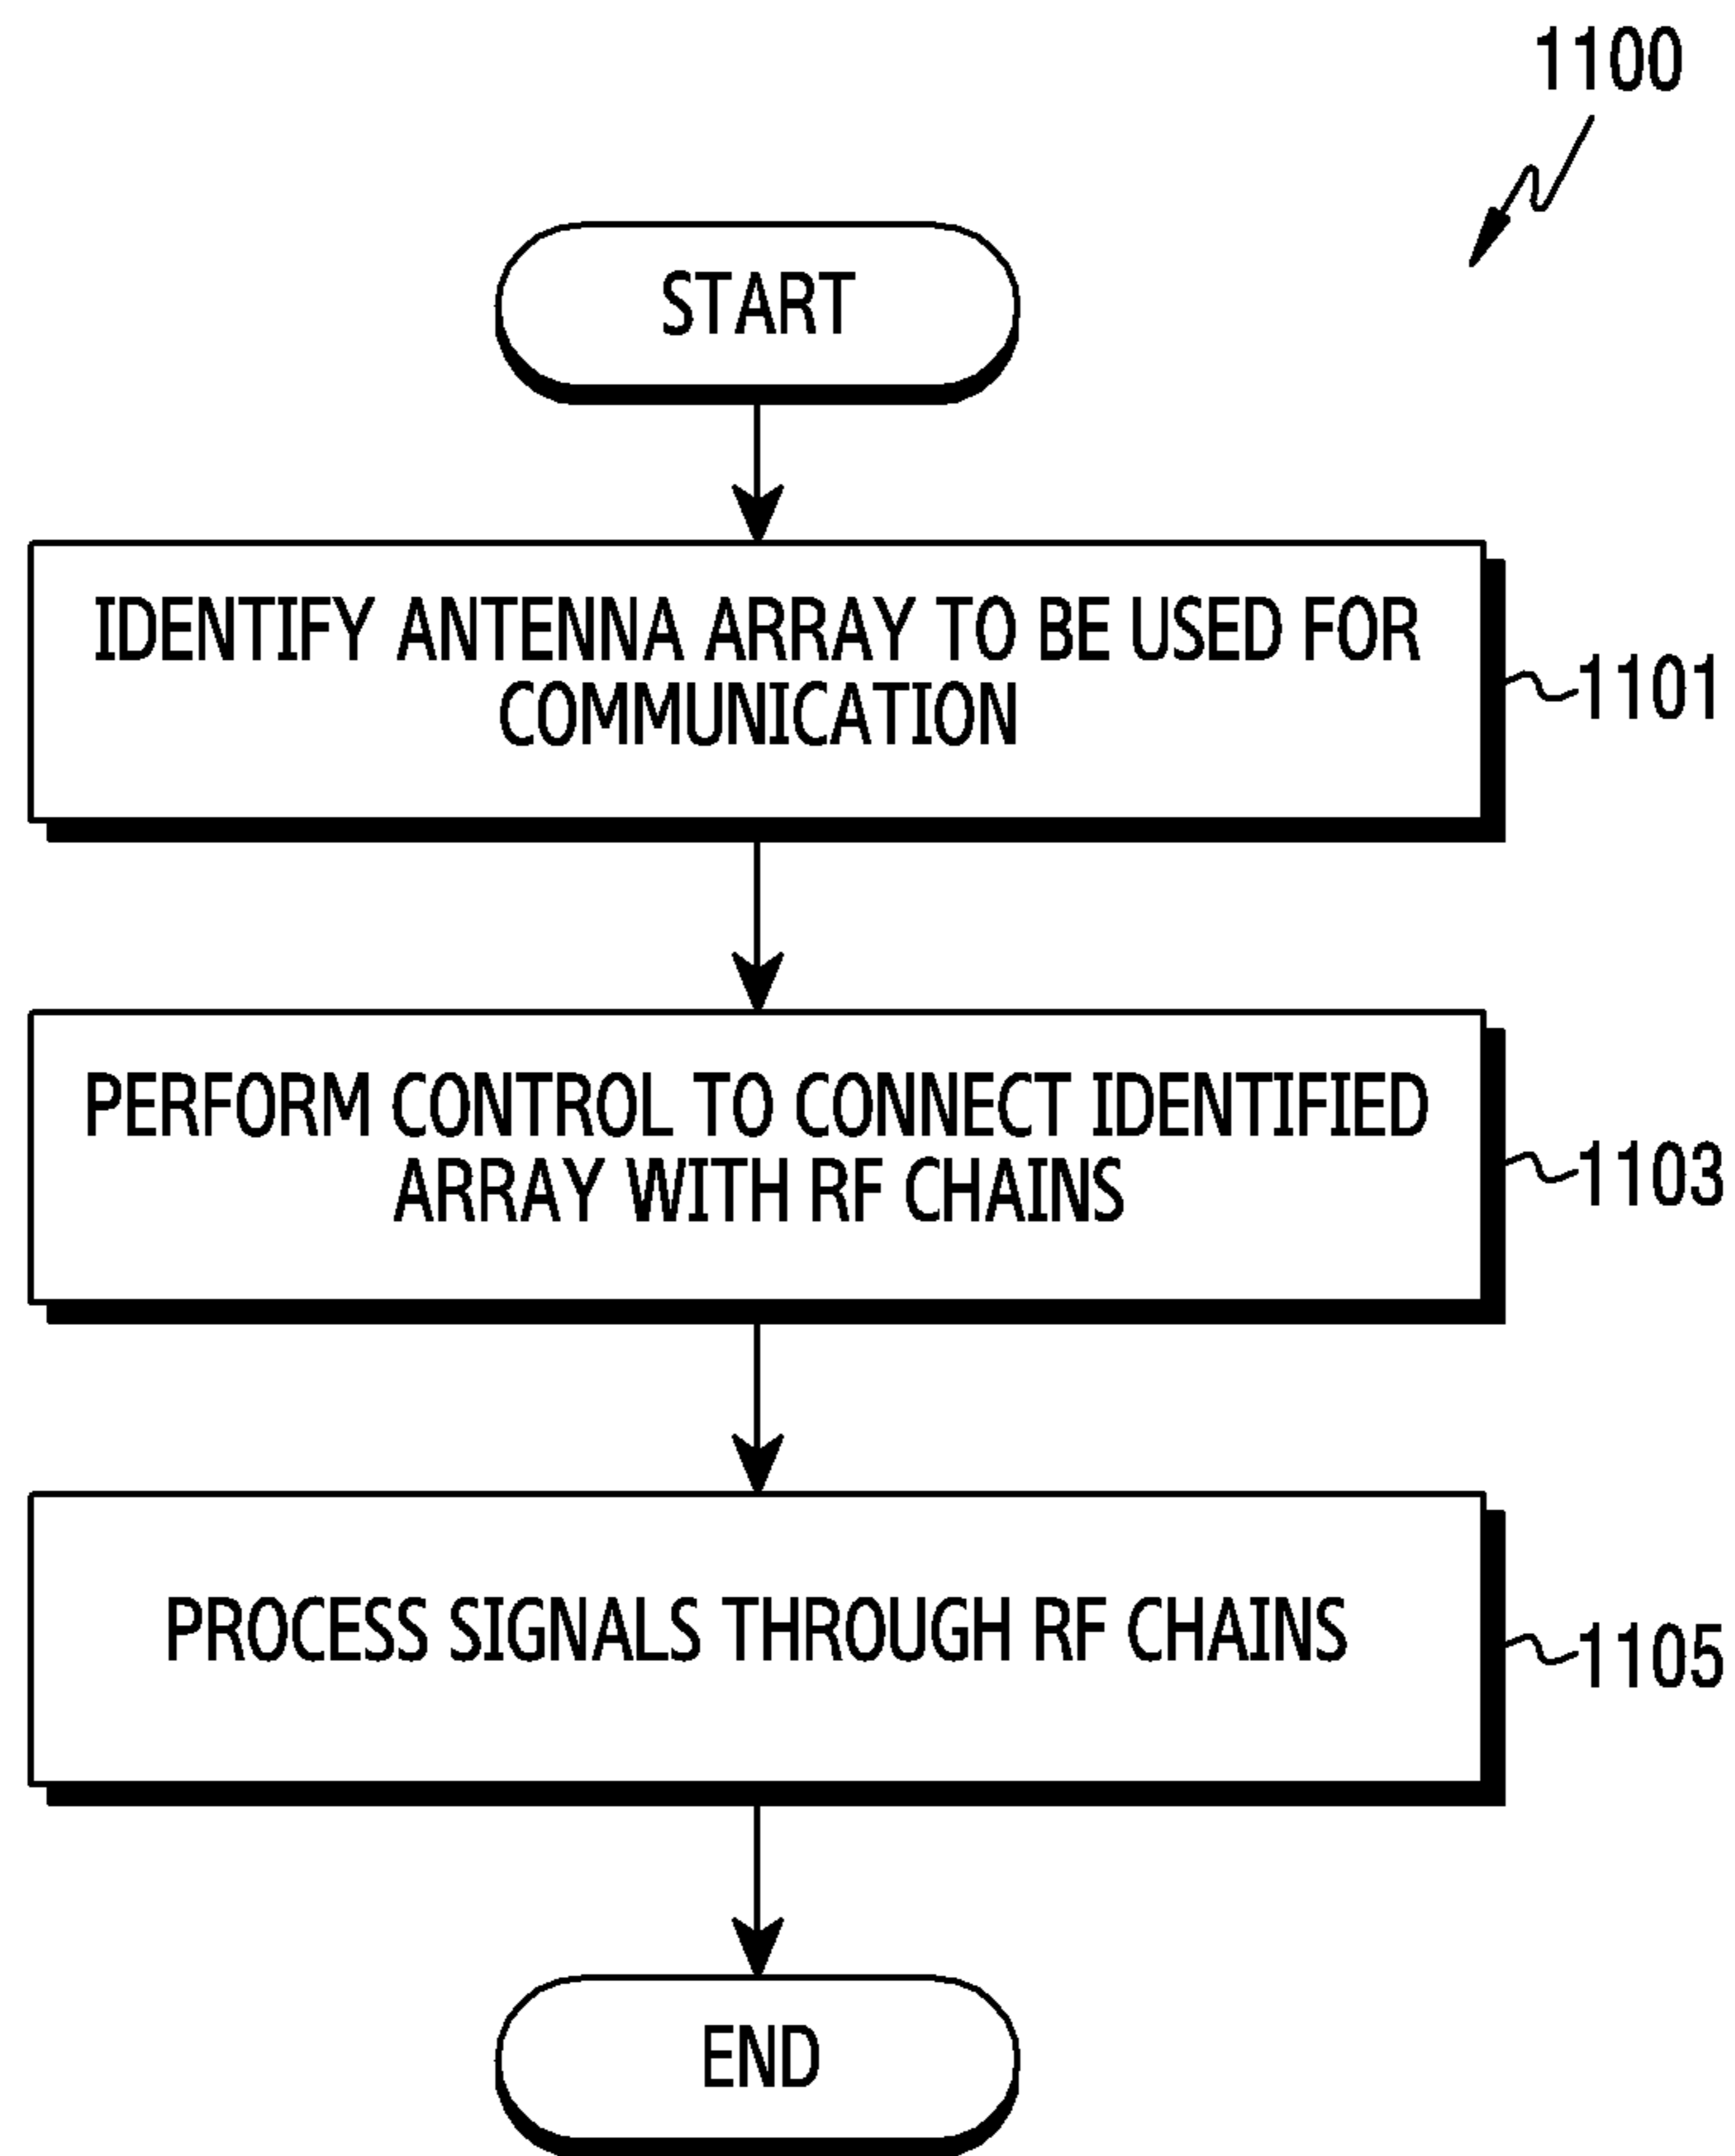 1100
START
IDENTIFY ANTENNA ARRAY TO BE USED FOR
COMMUNICATION
1101
PERFORM CONTROL TO CONNECT IDENTIFIED
ARRAY WITH RF CHAINS
1103
PROCESS SIGNALS THROUGH RF CHAINS
1105
END